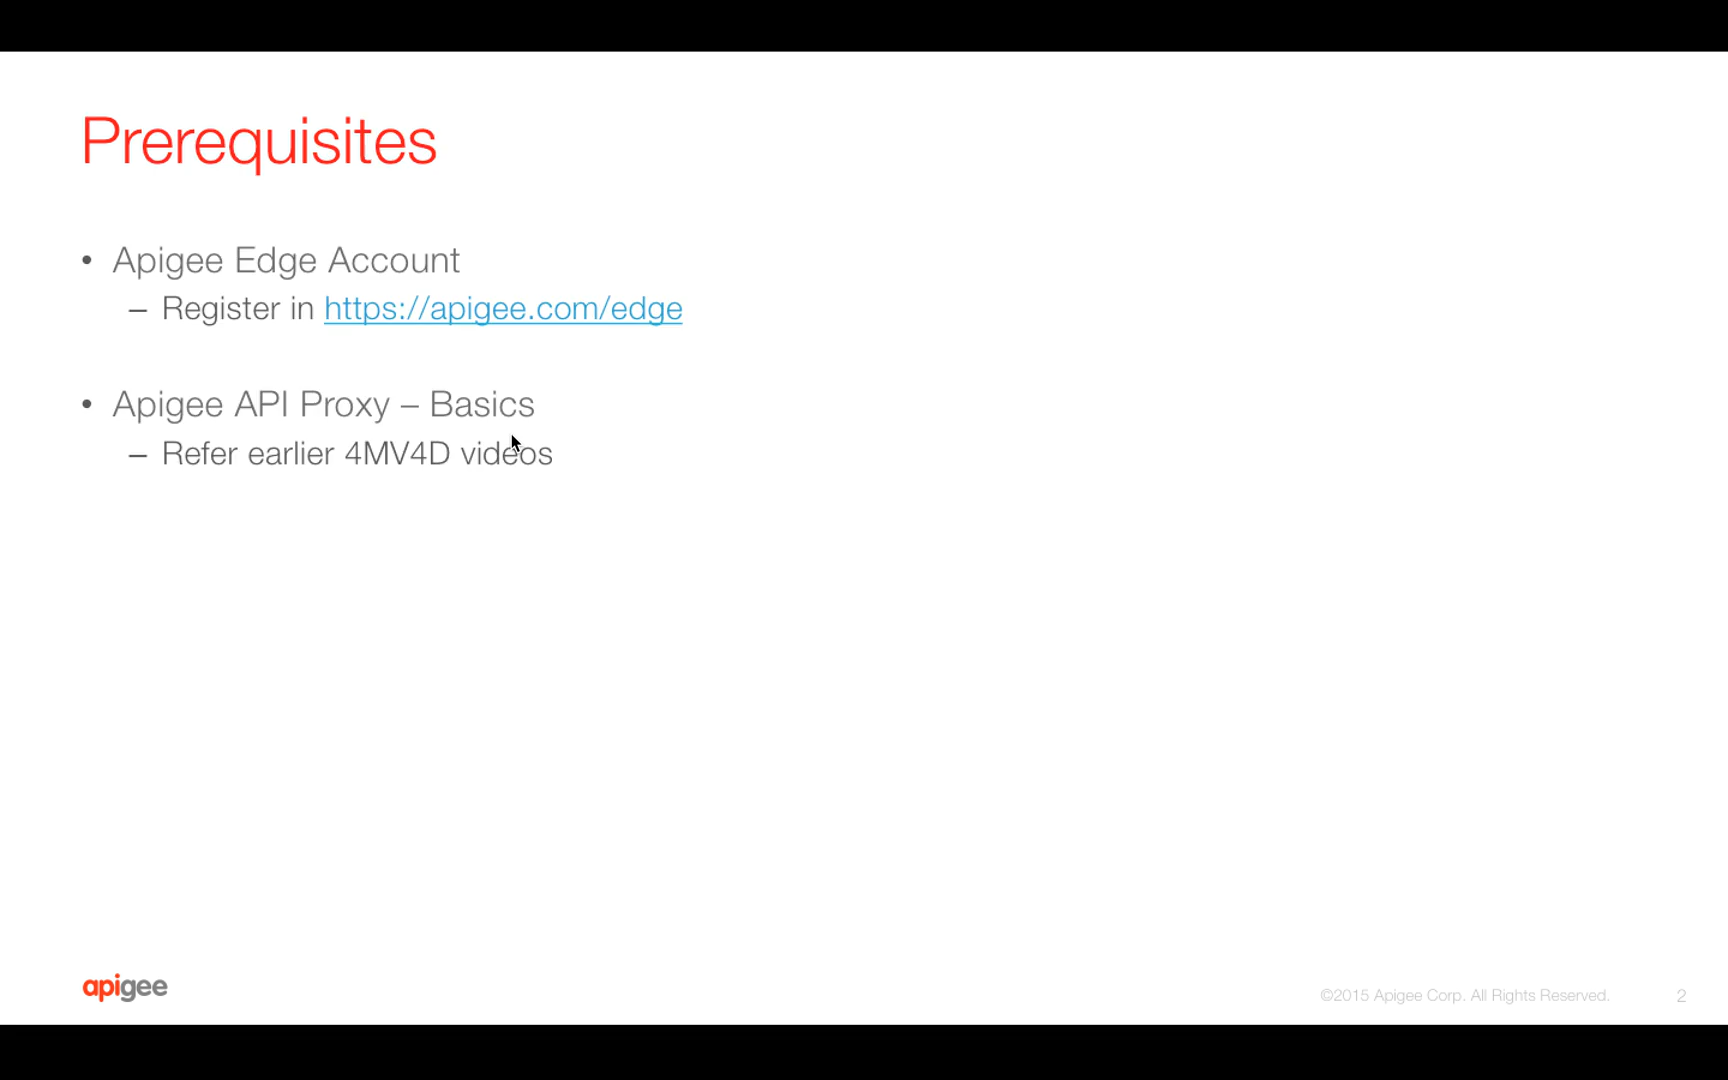 Prerequisites
• Apigee Edge Account
– Register in https://apigee.com/edge
• Apigee API Proxy – Basics
– Refer earlier 4MV4D videos
apigee
©2015 Apigee Corp. All Rights Reserved. 2